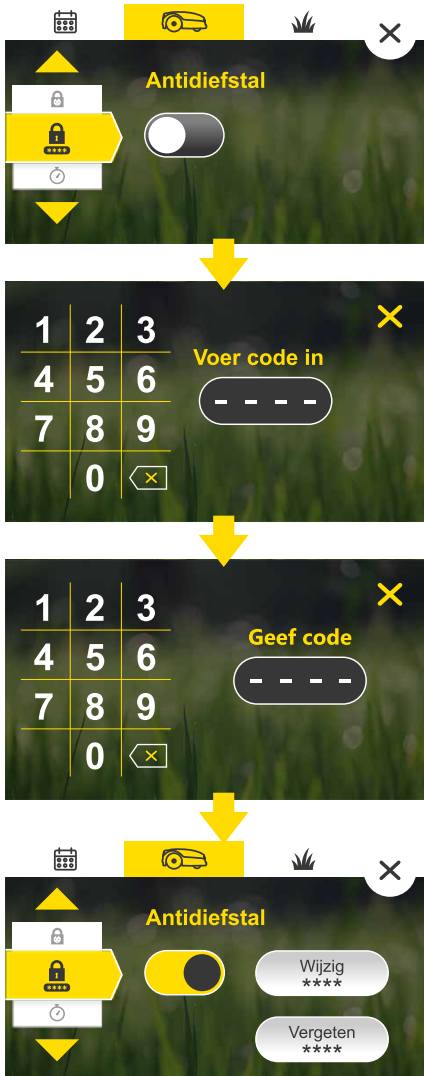 Antidiefstal
****
1 2 3
Voer code in
4 5 6
- - - -
7 8 9
0
1 2 3
Geef code
4 5 6
- - - -
7 8 9
0
Antidiefstal
Wijzig
****
****
Vergeten
****